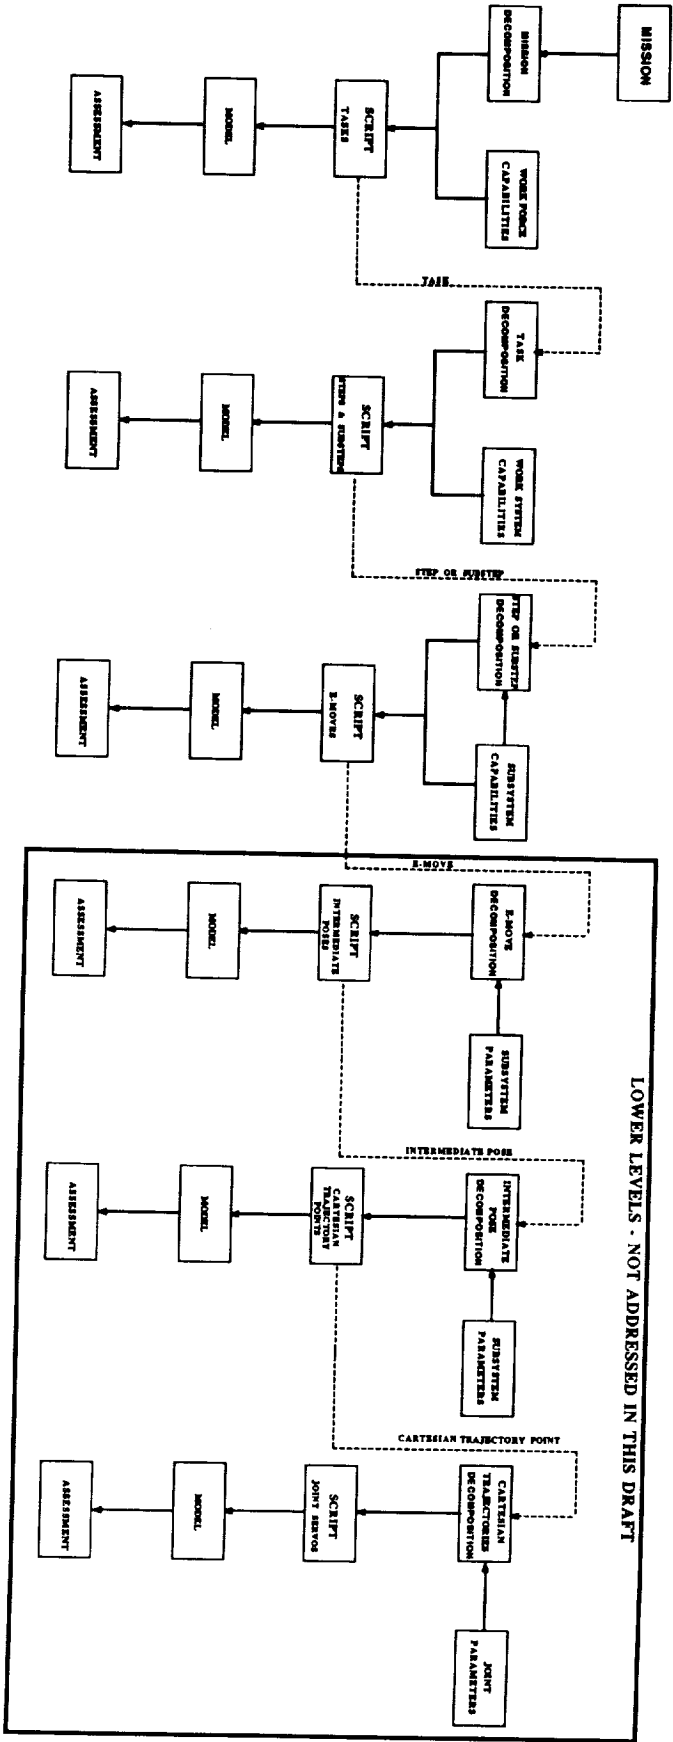 MISSION
MISSION
DECOMPOSITION
WORK FORCE
CAPABILITIES
SCRIPT
TASKS
MODEL
ASSESSMENT
TASK
TASK
DECOMPOSITION
WORK SYSTEM
CAPABILITIES
SCRIPT
STEPS & SUBSTEPS
MODEL
ASSESSMENT
STEP OR SUBSTEP
STEP OR SUBSTEP
DECOMPOSITION
SUBSYSTEM
CAPABILITIES
SCRIPT
E-MOVES
MODEL
ASSESSMENT
LOWER LEVELS - NOT ADDRESSED IN THIS DRAFT
E-MOVE
E-MOVE
DECOMPOSITION
SUBSYSTEM
PARAMETERS
SCRIPT
INTERMEDIATE
POSES
MODEL
ASSESSMENT
INTERMEDIATE POSE
INTERMEDIATE
POSE
DECOMPOSITION
SUBSYSTEM
PARAMETERS
SCRIPT
CARTESIAN
TRAJECTORY
POINTS
MODEL
ASSESSMENT
CARTESIAN TRAJECTORY POINT
CARTESIAN
TRAJECTORIES
DECOMPOSITION
JOINT
PARAMETERS
SCRIPT
JOINT SERVOS
MODEL
ASSESSMENT